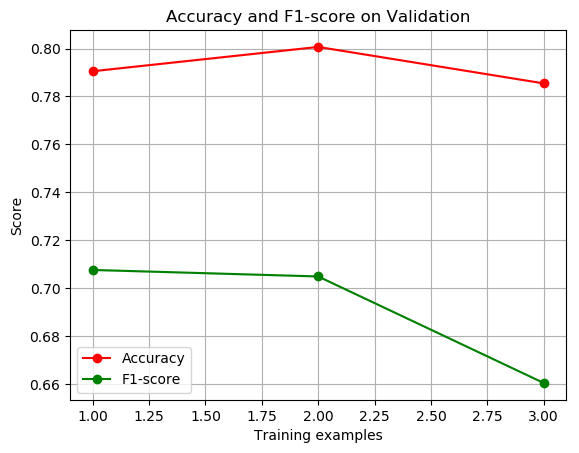 Accuracy and F1-score on Validation
0.80
0.78
0.76
0.74
0.72
0.70
0.68
0.66
Score
Accuracy
F1-score
1.00 1.25 1.50 1.75 2.00 2.25 2.50 2.75 3.00
Training examples